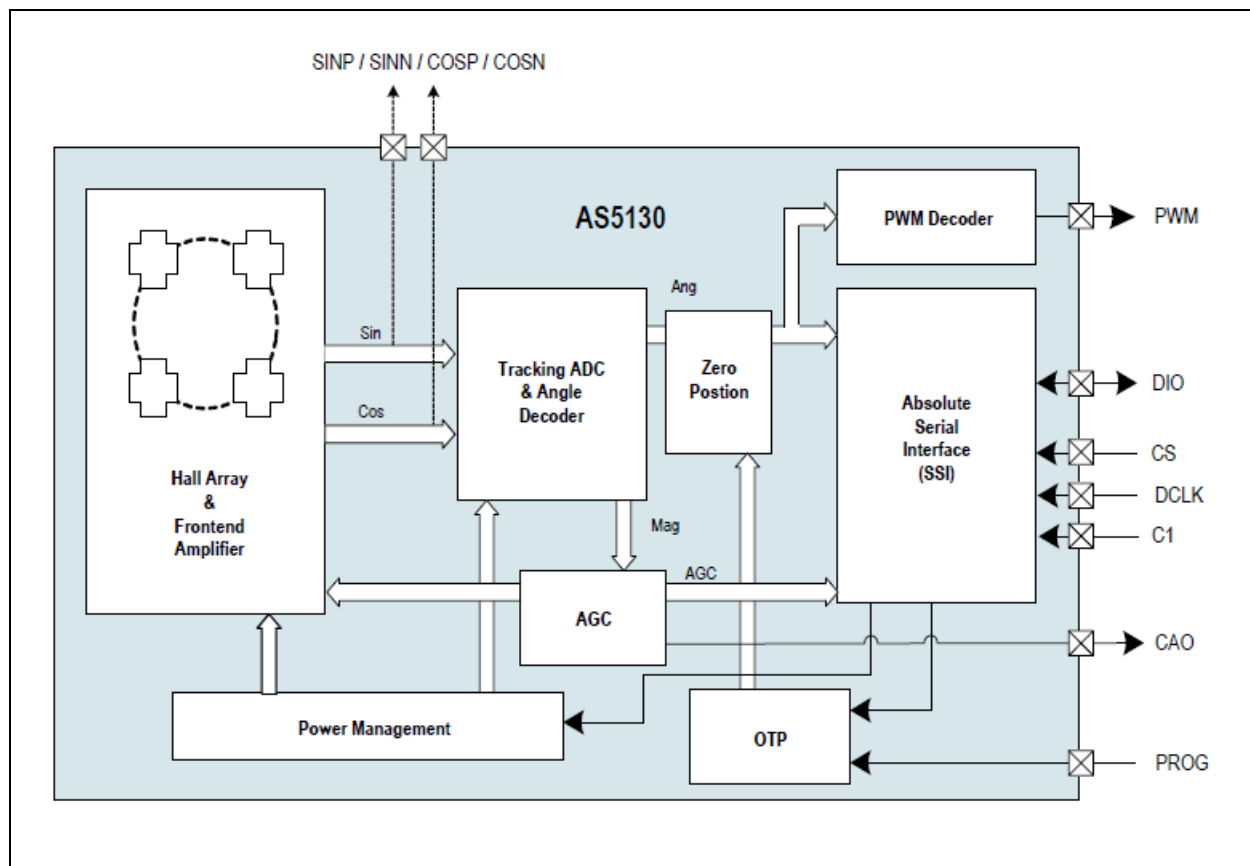 SINP / SINN / COSP / COSN
AS5130
PWM Decoder
PWM
Ang
Sin
Tracking ADC
& Angle
Decoder
Zero
Postion
Absolute
Serial
Interface
(SSI)
DIO
Cos
CS
Hall Array
&
Frontend
Amplifier
DCLK
Mag
C1
AGC
AGC
CAO
Power Management
OTP
PROG